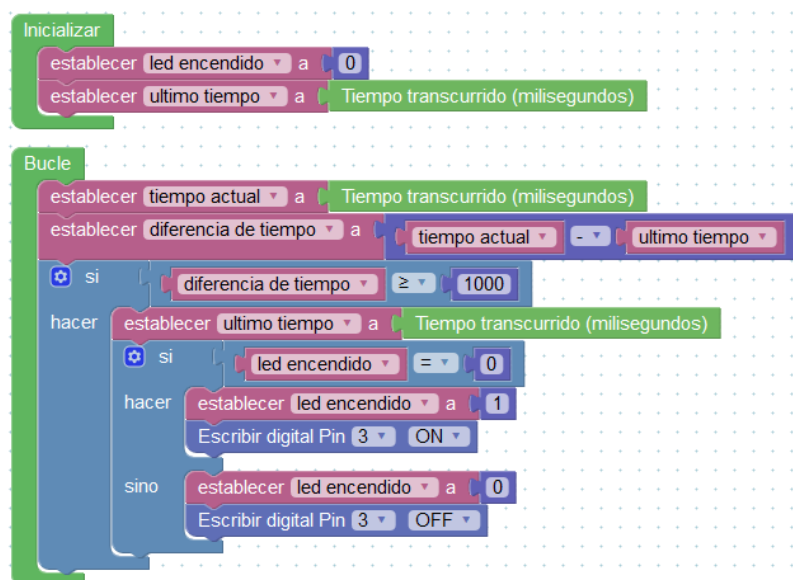 Inicializar
establecer led encendido a 0
establecer ultimo tiempo a Tiempo transcurrido (milisegundos)
Bucle
establecer tiempo actual a Tiempo transcurrido (milisegundos)
establecer diferencia de tiempo a tiempo actual - ultimo tiempo
si diferencia de tiempo ≥ 1000
hacer establecer ultimo tiempo a Tiempo transcurrido (milisegundos)
si led encendido = 0
hacer establecer led encendido a 1
Escribir digital Pin 3 ON
sino establecer led encendido a 0
Escribir digital Pin 3 OFF